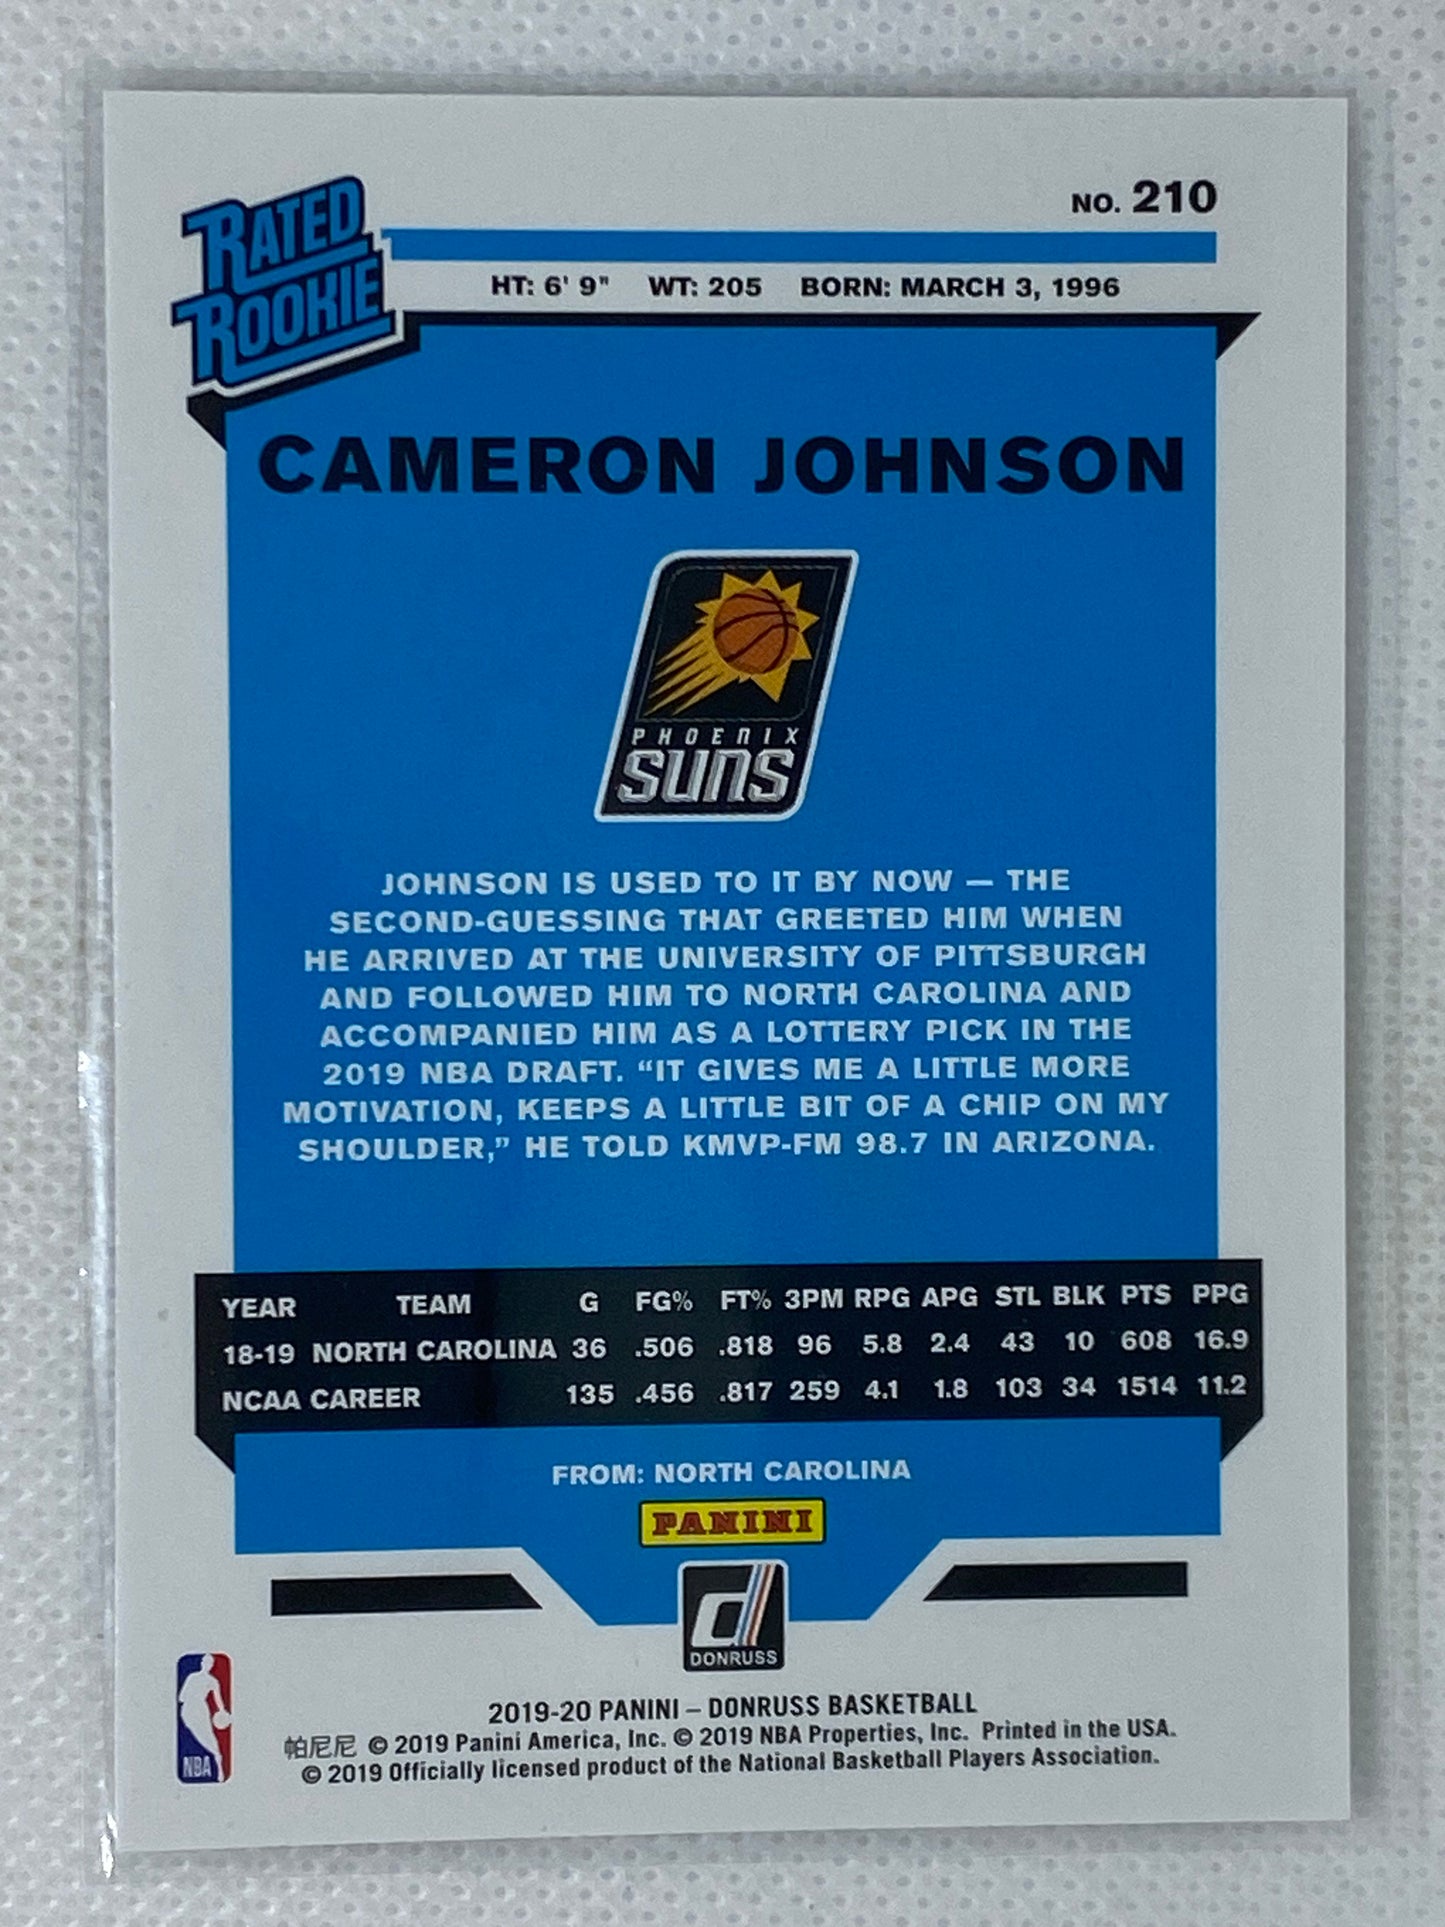 RATED
ROOKIE
NO. 210
HT: 6' 9" WT: 205 BORN: MARCH 3, 1996
CAMERON JOHNSON
PHOENIX
SUNS
JOHNSON IS USED TO IT BY NOW — THE
SECOND-GUESSING THAT GREETED HIM WHEN
HE ARRIVED AT THE UNIVERSITY OF PITTSBURGH
AND FOLLOWED HIM TO NORTH CAROLINA AND
ACCOMPANIED HIM AS A LOTTERY PICK IN THE
2019 NBA DRAFT. “IT GIVES ME A LITTLE MORE
MOTIVATION, KEEPS A LITTLE BIT OF A CHIP ON MY
SHOULDER,” HE TOLD KMVP-FM 98.7 IN ARIZONA.
YEAR TEAM G FG% FT% 3PM RPG APG STL BLK PTS PPG
18-19 NORTH CAROLINA 36 .506 .818 96 5.8 2.4 43 10 608 16.9
NCAA CAREER 135 .456 .817 259 4.1 1.8 103 34 1514 11.2
FROM: NORTH CAROLINA
PANINI
d
DONRUSS
NBA
2019-20 PANINI – DONRUSS BASKETBALL
帕尼尼 © 2019 Panini America, Inc. © 2019 NBA Properties, Inc. Printed in the USA.
© 2019 Officially licensed product of the National Basketball Players Association.